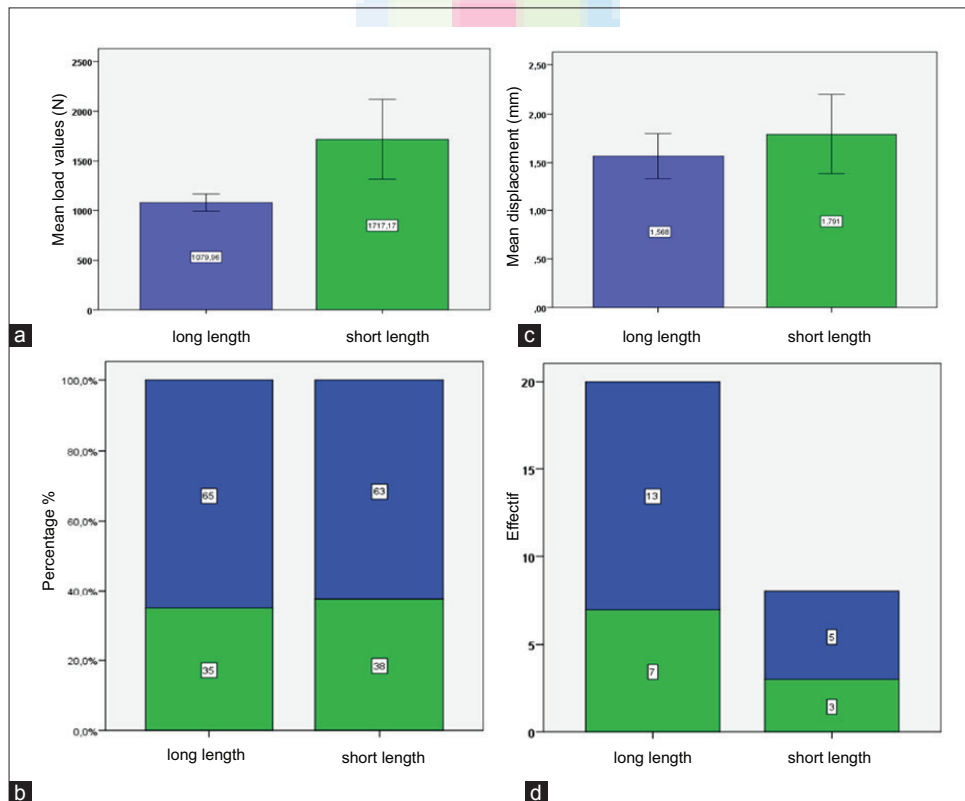 Mean load values (N)
2500
2000
1500
1000
500
0
1079,96
1717,17
long length
short length
a
Mean displacement (mm)
2,50
2,00
1,50
1,00
,50
,00
1,568
1,791
long length
short length
c
Percentage %
100,0%
80,0%
60,0%
40,0%
20,0%
0,0%
65
63
35
38
long length
short length
b
Effectif
20
15
10
5
0
13
5
7
3
long length
short length
d